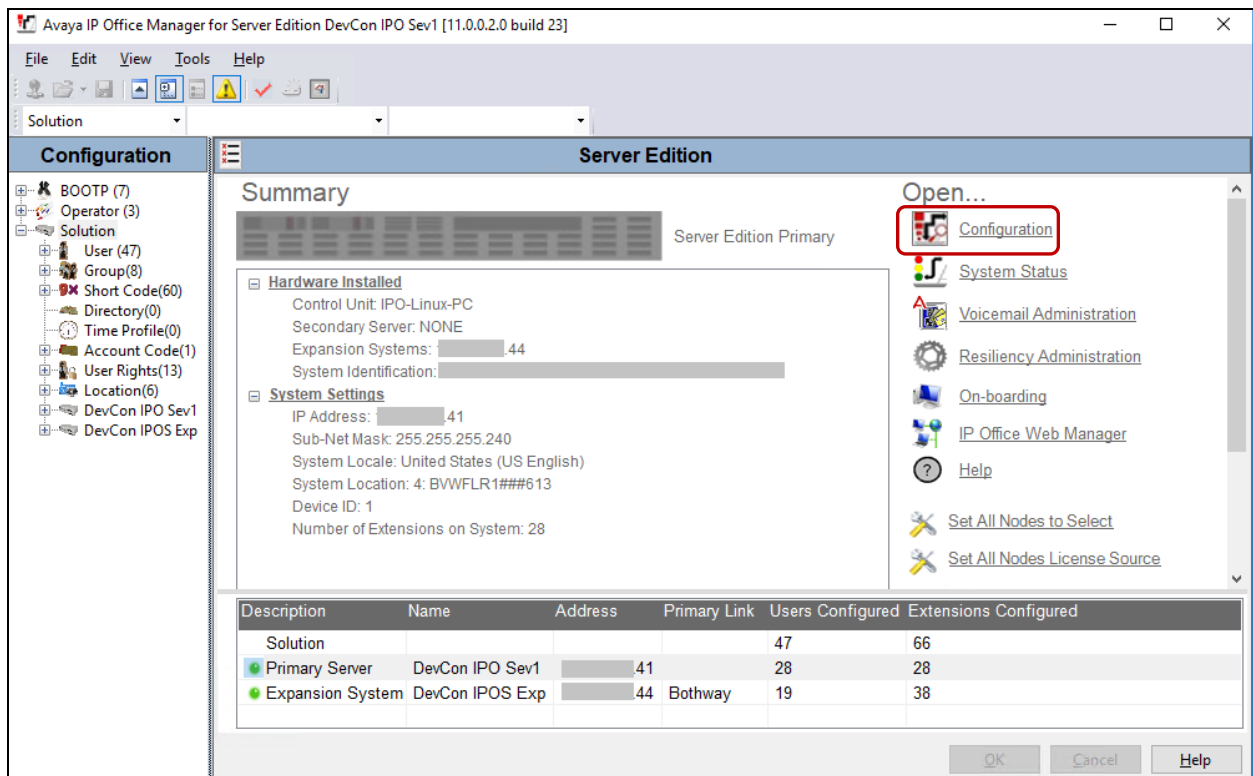 Avaya IP Office Manager for Server Edition DevCon IPO Sev1 [11.0.0.2.0 build 23]
File Edit View Tools Help
Solution
Configuration
BOOTP (7)
Operator (3)
Solution
User (47)
Group(8)
Short Code(60)
Directory(0)
Time Profile(0)
Account Code(1)
User Rights(13)
Location(6)
DevCon IPO Sev1
DevCon IPOS Exp
Server Edition
Summary
Server Edition Primary
Hardware Installed
Control Unit: IPO-Linux-PC
Secondary Server: NONE
Expansion Systems: .44
System Identification:
System Settings
IP Address: .41
Sub-Net Mask: 255.255.255.240
System Locale: United States (US English)
System Location: 4: BVWFLR1###613
Device ID: 1
Number of Extensions on System: 28
Open...
Configuration
System Status
Voicemail Administration
Resiliency Administration
On-boarding
IP Office Web Manager
? Help
Set All Nodes to Select
Set All Nodes License Source
Description Name Address Primary Link Users Configured Extensions Configured
Solution 47 66
Primary Server DevCon IPO Sev1 .41 28 28
Expansion System DevCon IPOS Exp .44 Bothway 19 38
OK Cancel Help